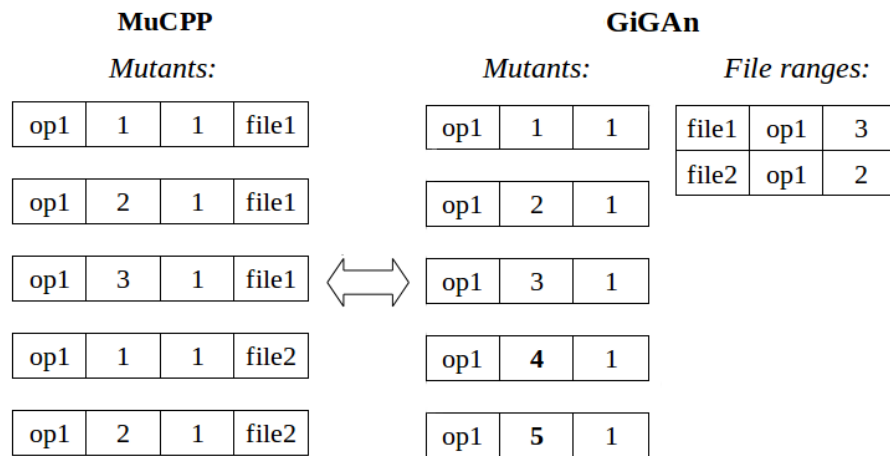 MuCPP GiGAn
Mutants: Mutants: File ranges:
op1 1 1 file1 op1 1 1 file1 op1 3
file2 op1 2
op1 2 1 file1 op1 2 1
op1 3 1 file1 op1 3 1
op1 1 1 file2 op1 4 1
op1 2 1 file2 op1 5 1